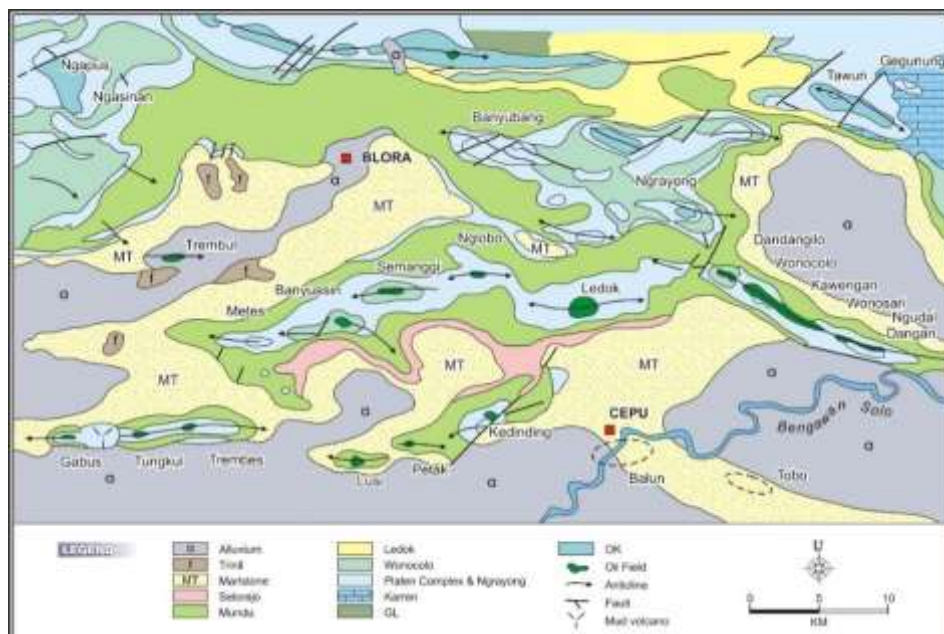 Ngapus
Ngasinan
a
Tawun
Gegunung
Banyubang
BLORA
a
Ngrayong
MT
MT
a
MT
Trembul
Nglobo
MT
Dandangilo
Wonocolo
Kawengan
Wonosari
Ngudal
Dangan
Semanggi
Banyuasin
Ledok
Metes
a
MT
MT
MT
a
a
CEPU
Bengawan Solo
Kedinding
a
Gabus
Tungkul
Trembes
a
Lusi
Petak
a
Balun
Tobo
LEGEND
a Alluvium
t Trinil
MT Marlstone
Selorejo
Mundu
Ledok
Wonocolo
Platen Complex & Ngrayong
Karren
GL
OK
Oil Field
Anticline
Fault
Mud volcano
U
0 5 10
KM